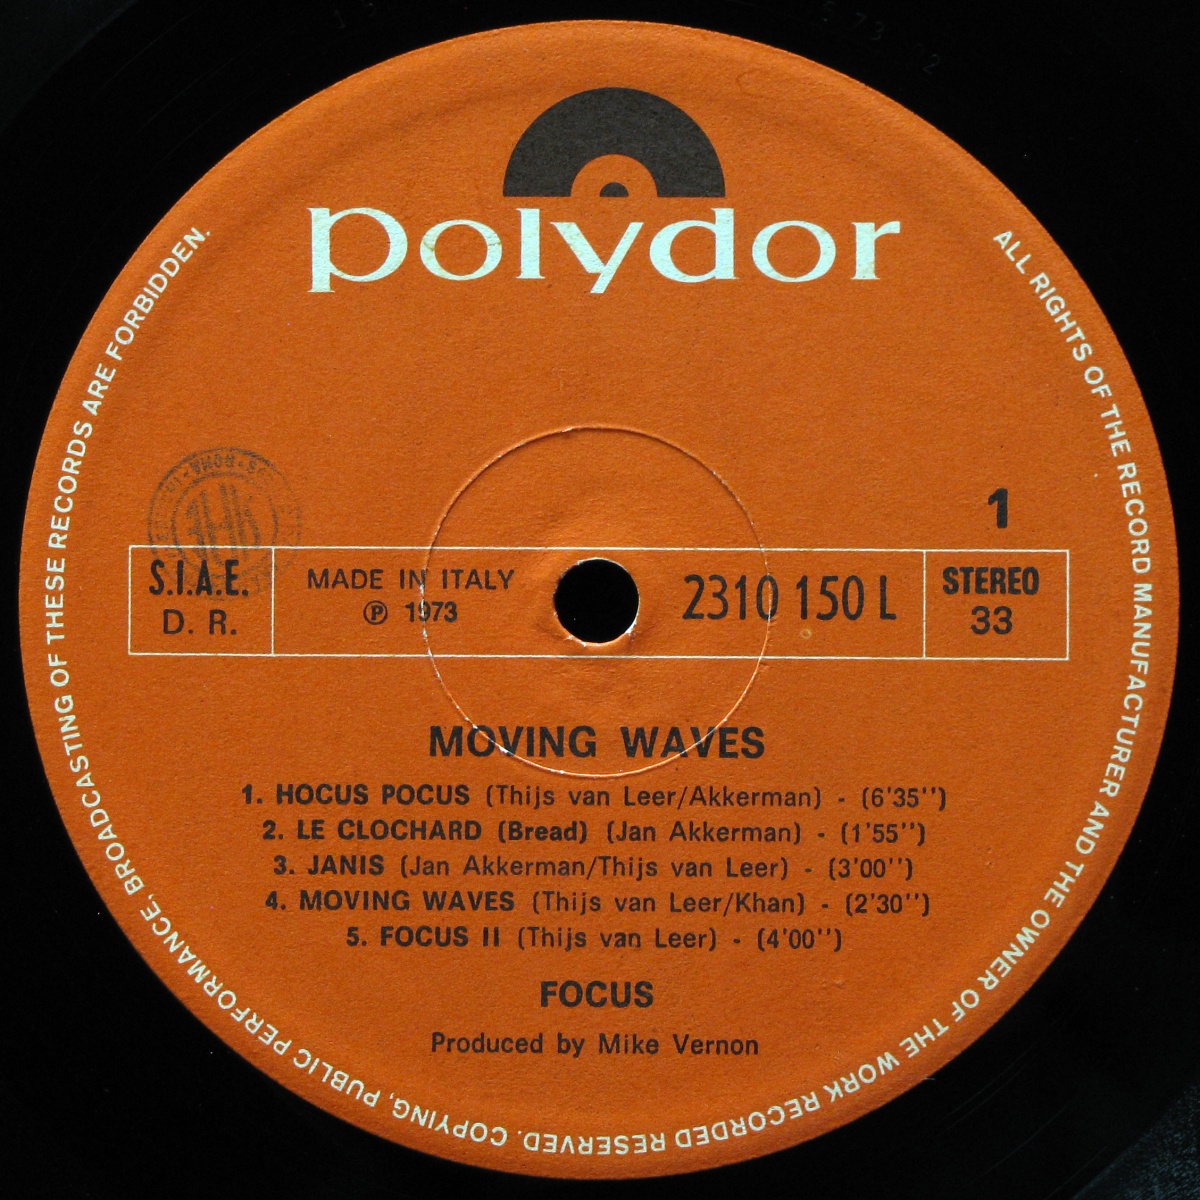 polydor
ALL RIGHTS OF THE RECORD MANUFACTURER AND THE OWNER OF THE WORK RECORDED RESERVED. COPYING, PUBLIC PERFORMANCE, BROADCASTING OF THESE RECORDS ARE FORBIDDEN.
1
S.I.A.E.
D. R.
MADE IN ITALY
℗ 1973
2310 150 L
STEREO
33
MOVING WAVES
1. HOCUS POCUS (Thijs van Leer/Akkerman) - (6'35'')
2. LE CLOCHARD (Bread) (Jan Akkerman) - (1'55'')
3. JANIS (Jan Akkerman/Thijs van Leer) - (3'00'')
4. MOVING WAVES (Thijs van Leer/Khan) - (2'30'')
5. FOCUS II (Thijs van Leer) - (4'00'')
FOCUS
Produced by Mike Vernon